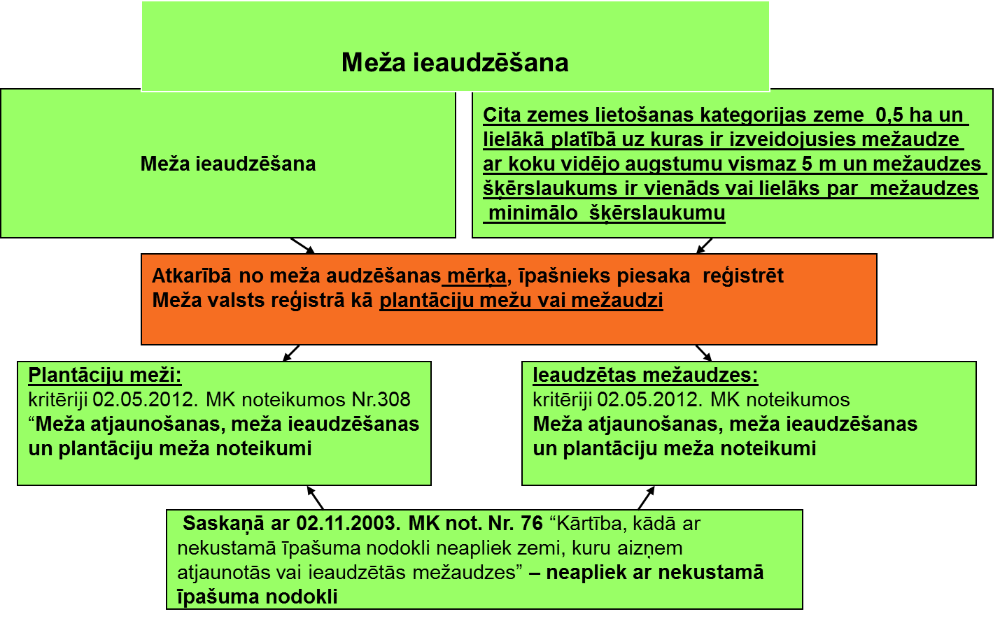 Meža ieaudzēšana
Meža ieaudzēšana
Cita zemes lietošanas kategorijas zeme  0,5 ha un
lielākā platībā uz kuras ir izveidojusies mežaudze
ar koku vidējo augstumu vismaz 5 m un mežaudzes
šķērslaukums ir vienāds vai lielāks par  mežaudzes
minimālo  šķērslaukumu
Atkarībā no meža audzēšanas mērķa, īpašnieks piesaka  reģistrēt
Meža valsts reģistrā kā plantāciju mežu vai mežaudzi
Plantāciju meži:
kritēriji 02.05.2012. MK noteikumos Nr.308
“Meža atjaunošanas, meža ieaudzēšanas
un plantāciju meža noteikumi
Ieaudzētas mežaudzes:
kritēriji 02.05.2012. MK noteikumos
Meža atjaunošanas, meža ieaudzēšanas
un plantāciju meža noteikumi
Saskaņā ar 02.11.2003. MK not. Nr. 76 “Kārtība, kādā ar
nekustamā īpašuma nodokli neapliek zemi, kuru aizņem
atjaunotās vai ieaudzētās mežaudzes” – neapliek ar nekustamā
īpašuma nodokli